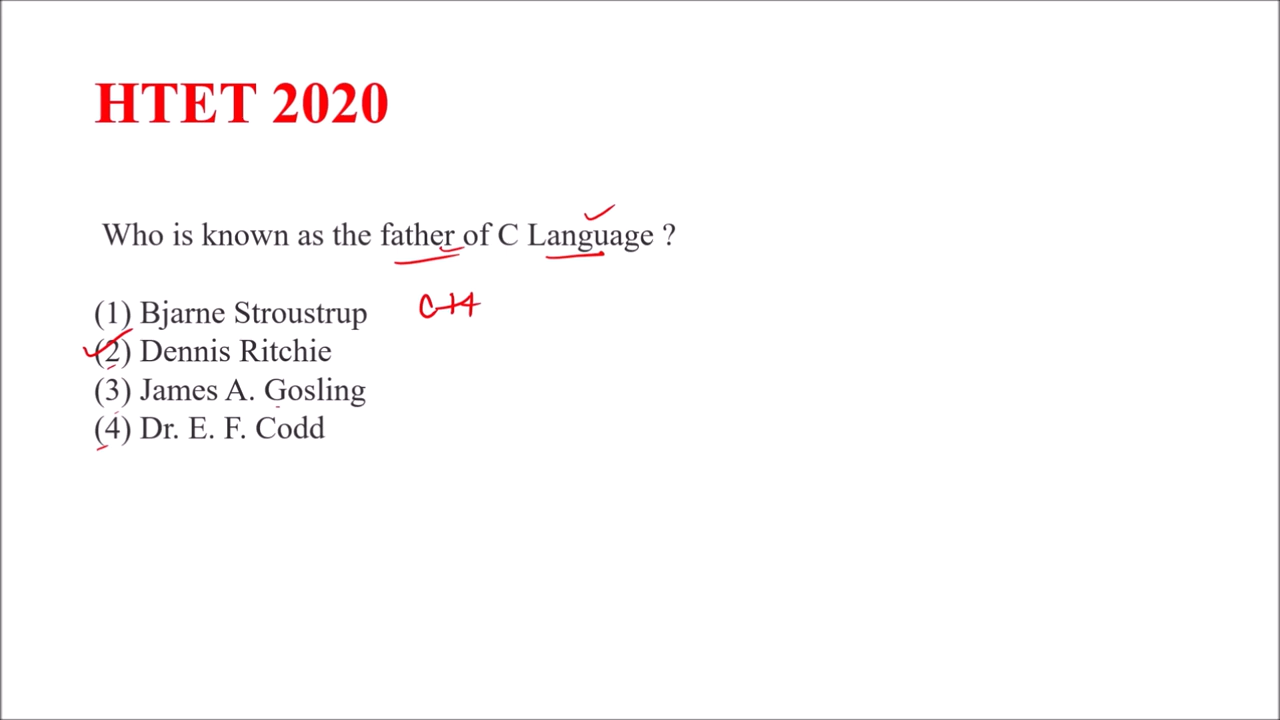 HTET 2020
Who is known as the father of C Language ?
(1) Bjarne Stroustrup C++
(2) Dennis Ritchie
(3) James A. Gosling
(4) Dr. E. F. Codd